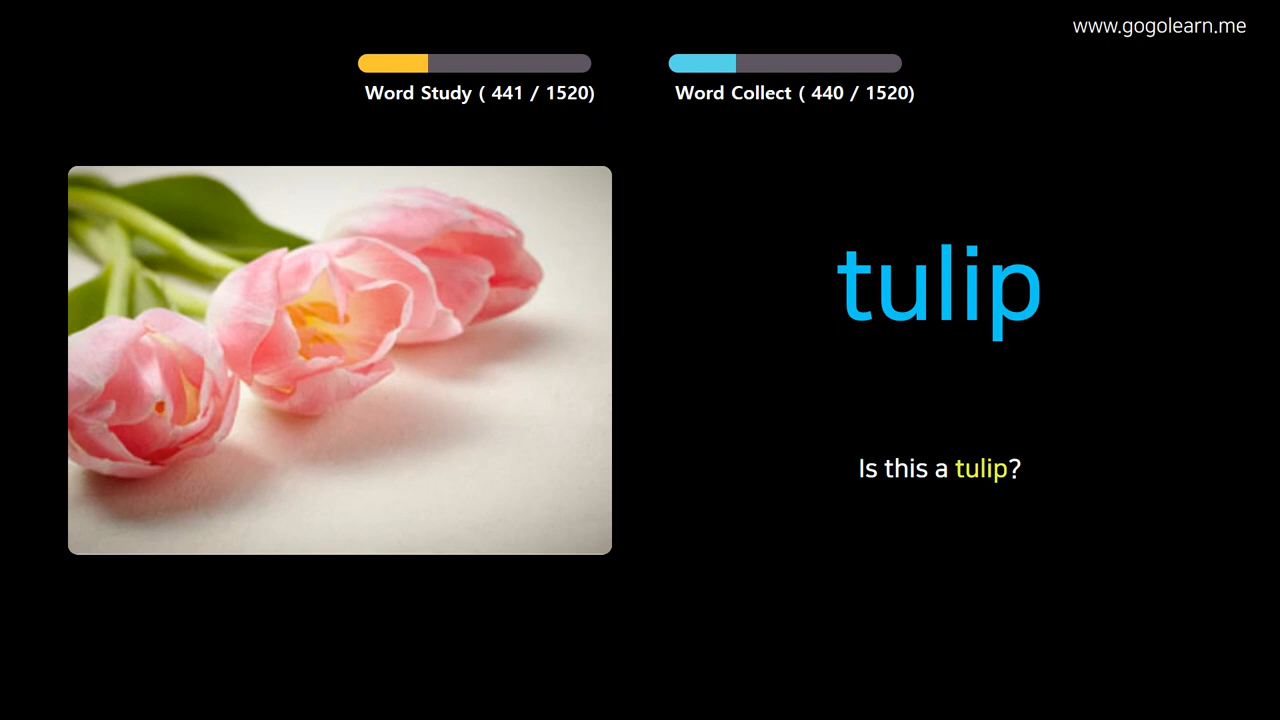 www.gogolearn.me
Word Study ( 441 / 1520)
Word Collect ( 440 / 1520)
tulip
Is this a tulip?